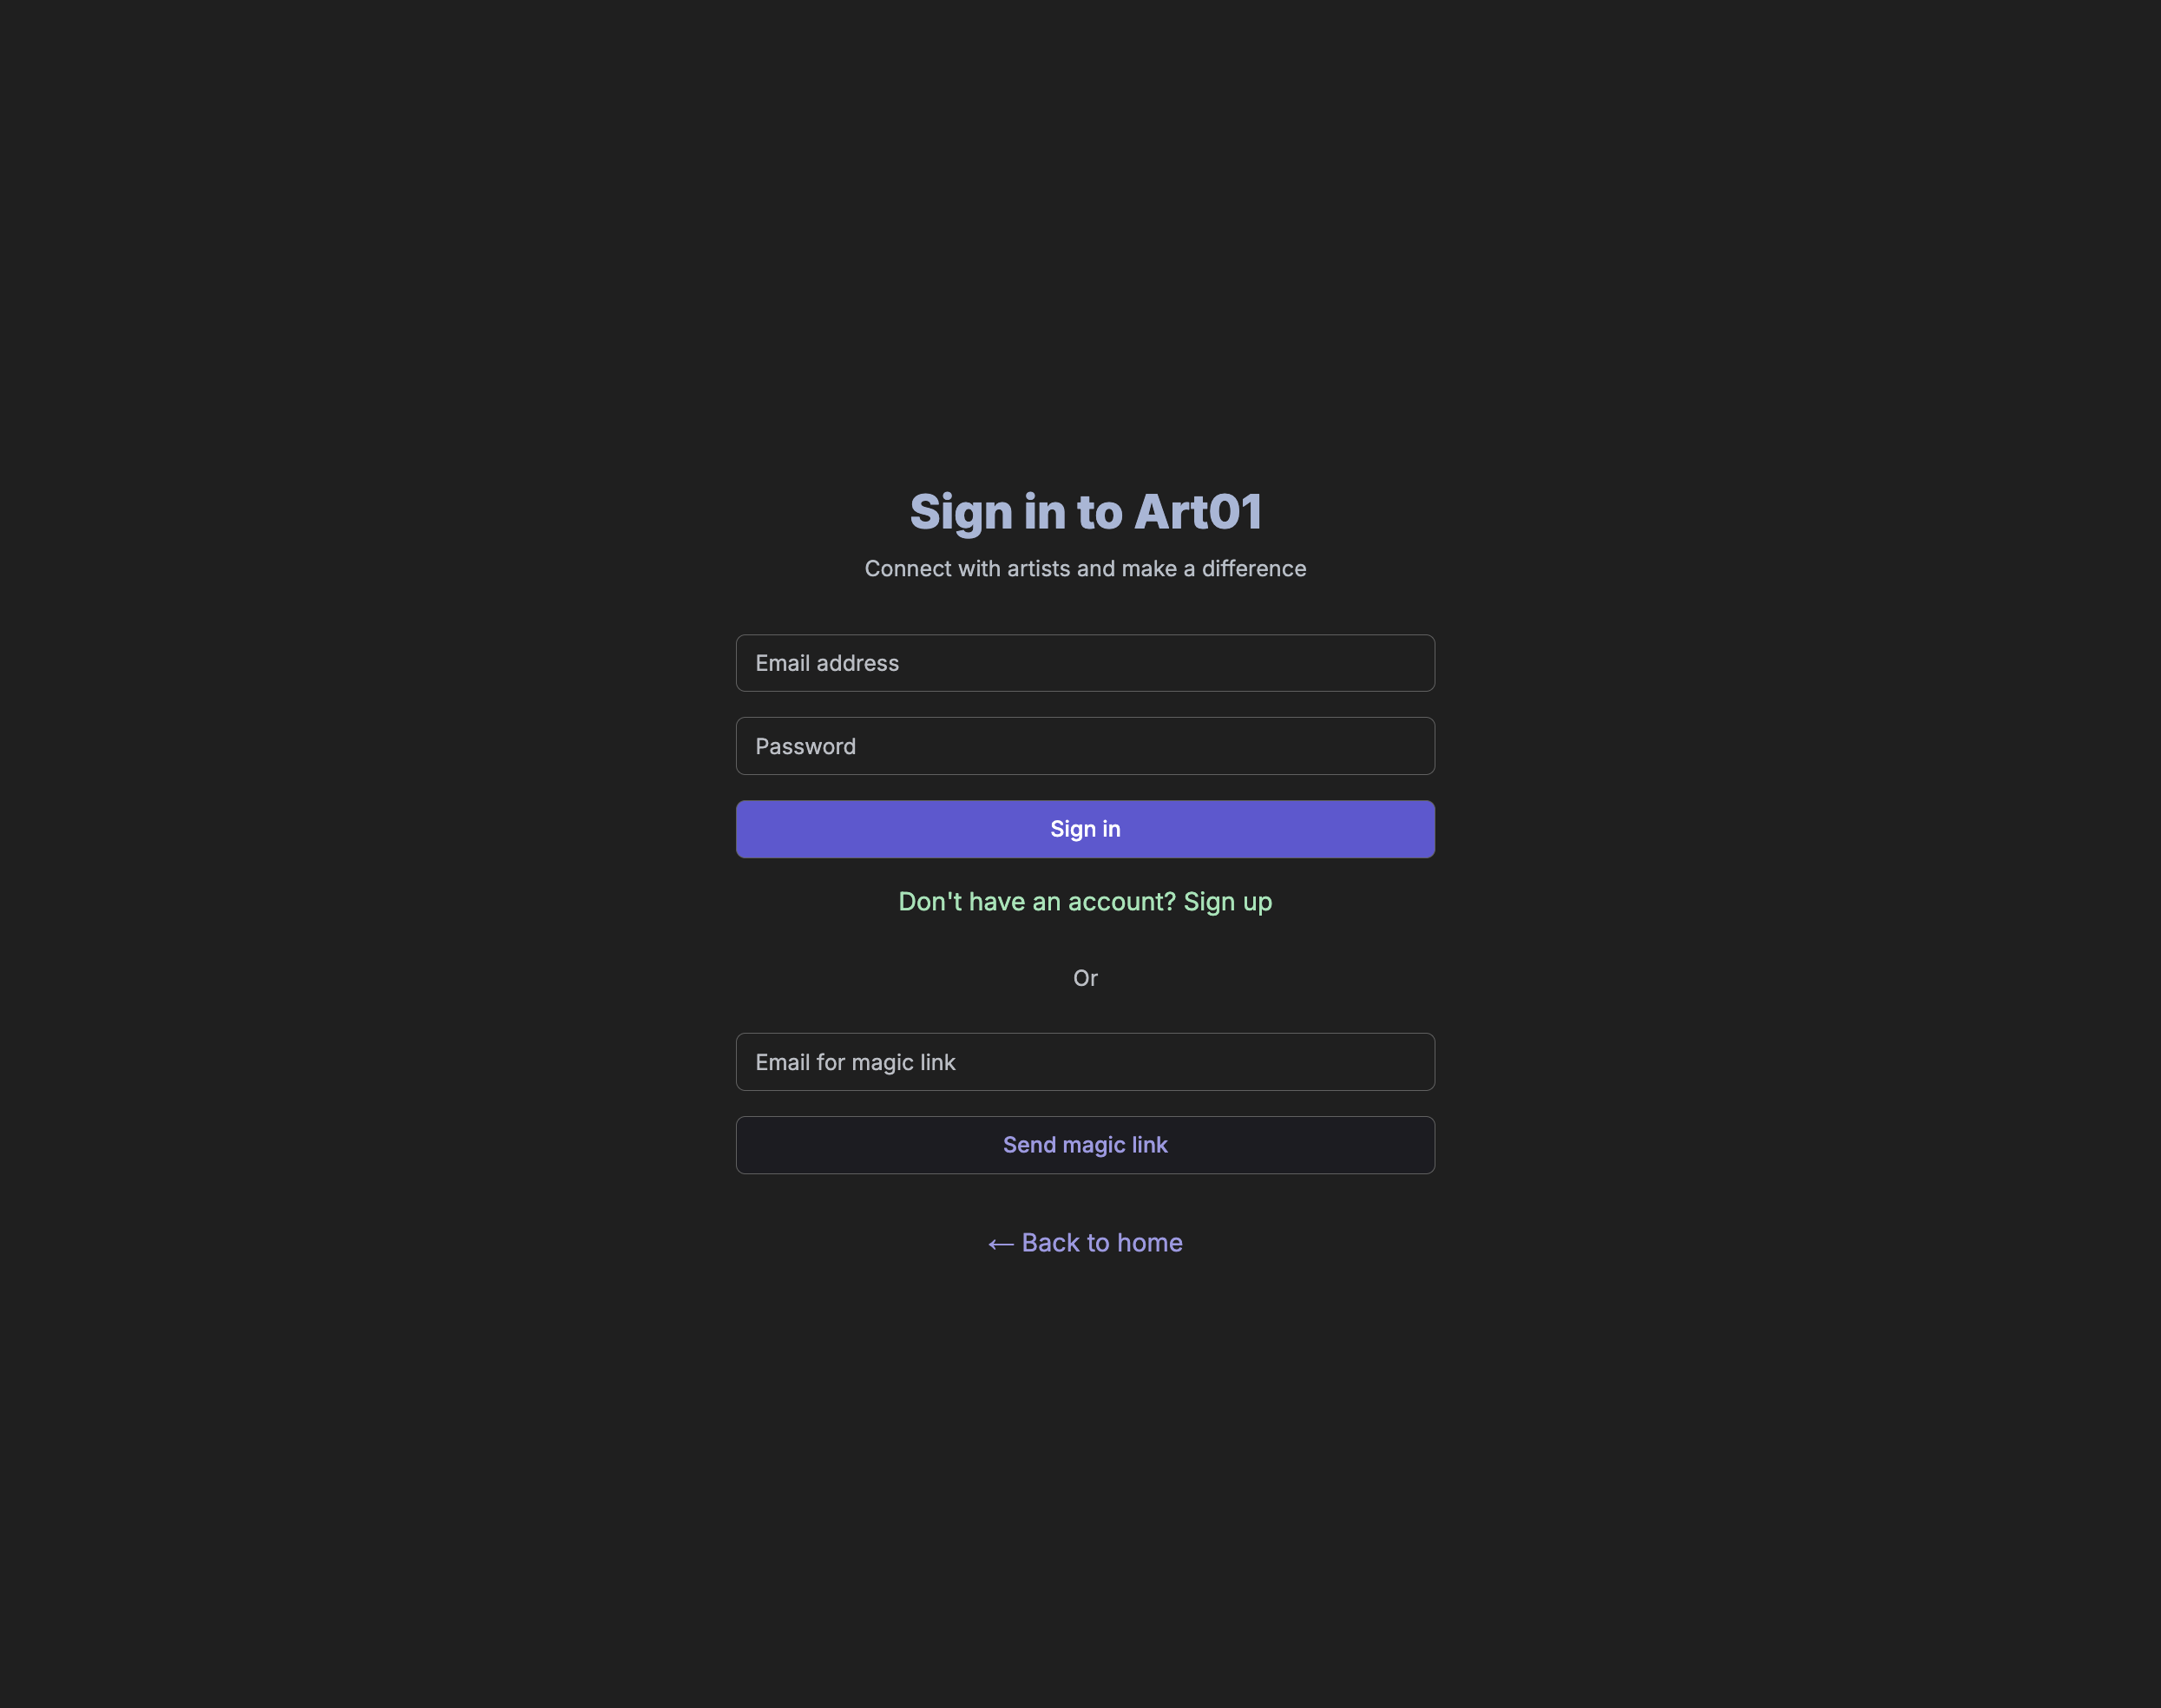 Sign in to Art01
Connect with artists and make a difference
Email address
Password
Sign in
Don't have an account? Sign up
Or
Email for magic link
Send magic link
← Back to home